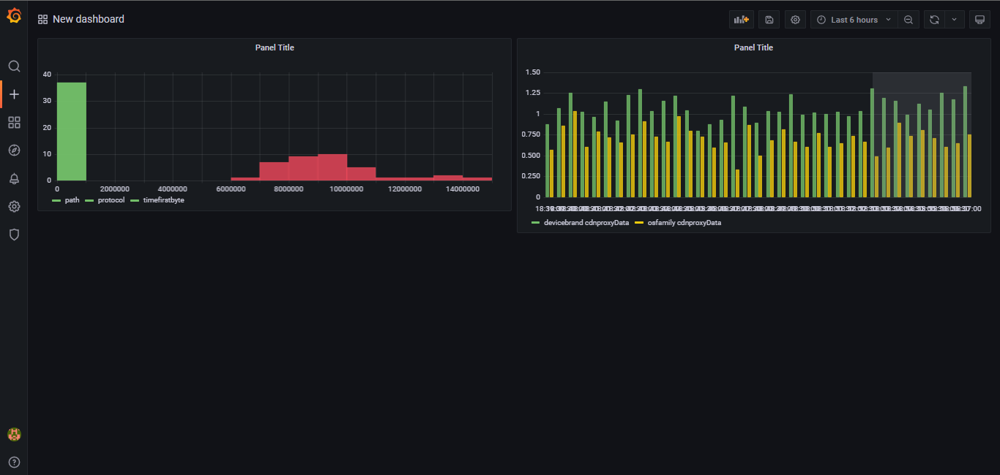 New dashboard
Last 6 hours
Panel Title
40
30
20
10
0
0 2000000 4000000 6000000 8000000 10000000 12000000 14000000
path protocol timefirstbyte
Panel Title
1.50
1.25
1
0.750
0.500
0.250
0
devicebrand cdnproxyData osfamily cdnproxyData